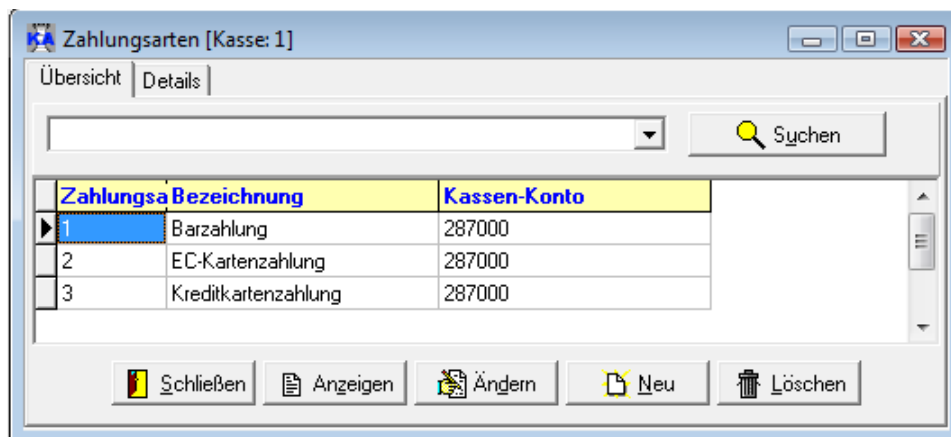 KA Zahlungsarten [Kasse: 1]
Übersicht Details
Suchen
Zahlungsa Bezeichnung Kassen-Konto
1 Barzahlung 287000
2 EC-Kartenzahlung 287000
3 Kreditkartenzahlung 287000
Schließen Anzeigen Ändern Neu Löschen